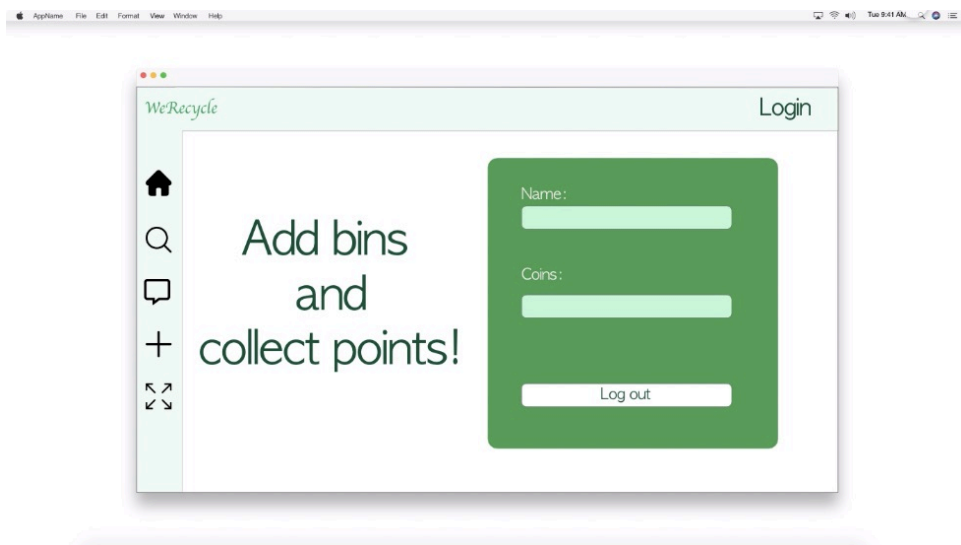 AppName File Edit Format View Window Help Tue 9:41 AM
WeRecycle
Login
Add bins
and
collect points!
Name:
Coins:
Log out